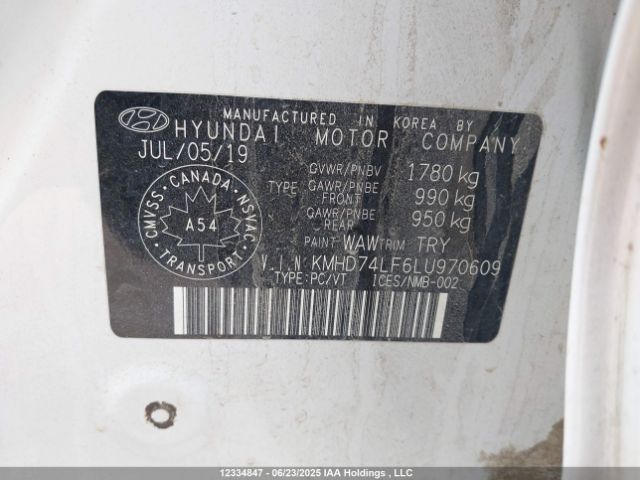 MANUFACTURED IN KOREA BY
HYUNDAI MOTOR COMPANY
JUL/05/19
GVWR/PNBV 1780 kg
TYPE GAWR/PNBE FRONT 990 kg
GAWR/PNBE REAR 950 kg
CMVSS · CANADA · NSVAC
A54
TRANSPORT
PAINT WAW TRIM TRY
V.I.N KMHD74LF6LU970609
TYPE:PC/VT ICES/NMB-002
12334847 - 06/23/2025 IAA Holdings , LLC